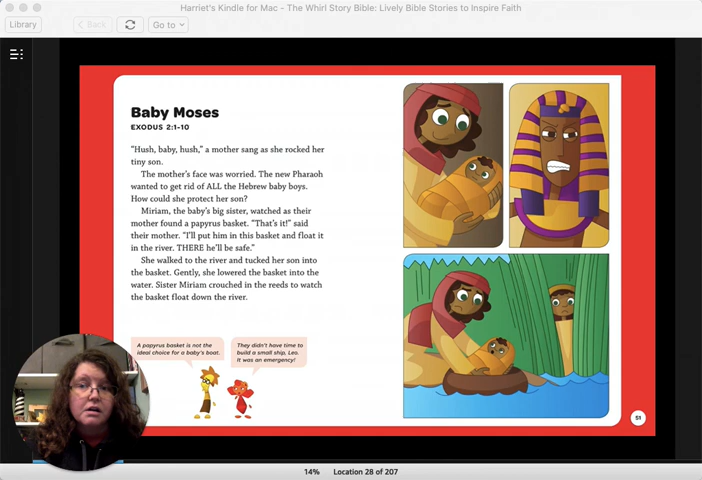 Harriet's Kindle for Mac - The Whirl Story Bible: Lively Bible Stories to Inspire Faith
Library
Back
Go to
Baby Moses
EXODUS 2:1-10
"Hush, baby, hush," a mother sang as she rocked her
tiny son.
The mother's face was worried. The new Pharaoh
wanted to get rid of ALL the Hebrew baby boys.
How could she protect her son?
Miriam, the baby's big sister, watched as their
mother found a papyrus basket. "That's it!" said
their mother. "I'll put him in this basket and float it
in the river. THERE he'll be safe."
She walked to the river and tucked her son into
the basket. Gently, she lowered the basket into the
water. Sister Miriam crouched in the reeds to watch
the basket float down the river.
A papyrus basket is not the
ideal choice for a baby's boat.
They didn't have time to
build a small ship, Leo.
It was an emergency!
51
14% Location 28 of 207